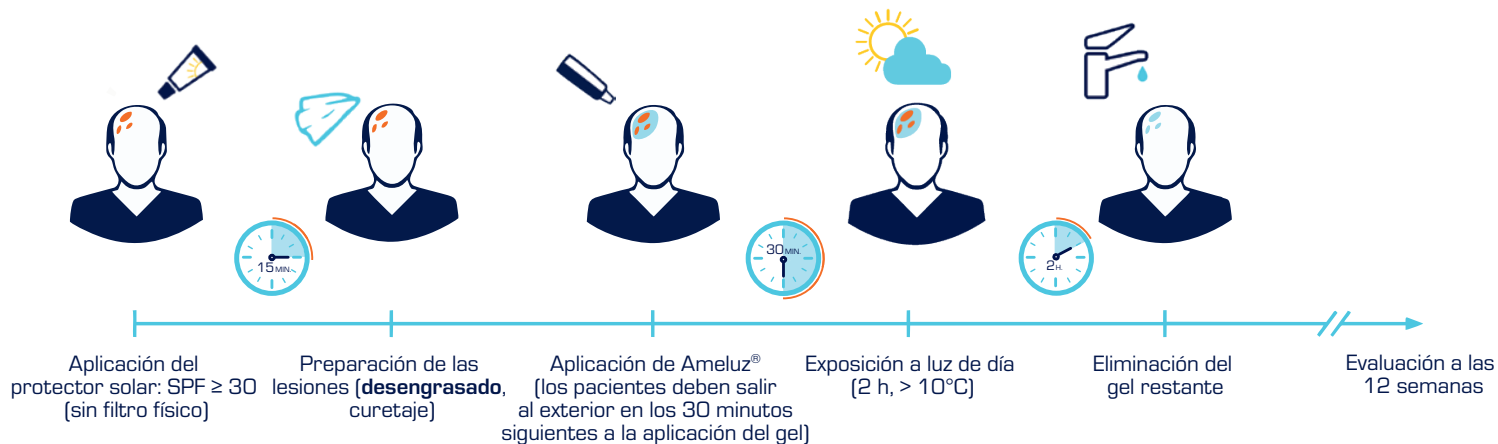 15 MIN.
30 MIN.
2 H.
Aplicación del
protector solar: SPF ≥ 30
(sin filtro físico)
Preparación de las
lesiones (desengrasado,
curetaje)
Aplicación de Ameluz®
(los pacientes deben salir
al exterior en los 30 minutos
siguientes a la aplicación del gel)
Exposición a luz de día
(2 h, > 10°C)
Eliminación del
gel restante
Evaluación a las
12 semanas